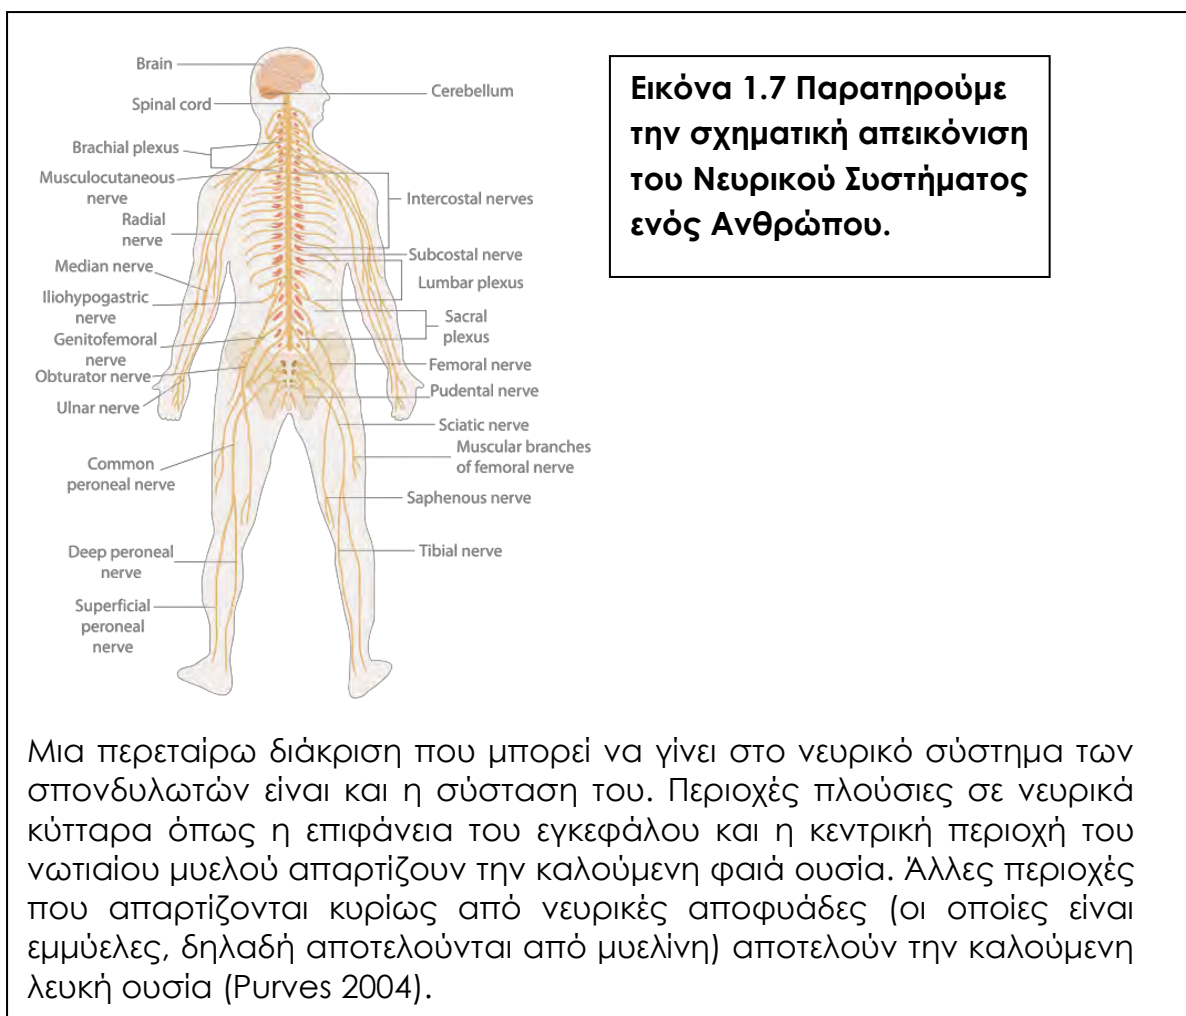 Brain
Spinal cord
Brachial plexus
Musculocutaneous
nerve
Radial
nerve
Median nerve
Iliohypogastric
nerve
Genitofemoral
nerve
Obturator nerve
Ulnar nerve
Common
peroneal nerve
Deep peroneal
nerve
Superficial
peroneal
nerve
Cerebellum
Intercostal nerves
Subcostal nerve
Lumbar plexus
Sacral
plexus
Femoral nerve
Pudental nerve
Sciatic nerve
Muscular branches
of femoral nerve
Saphenous nerve
Tibial nerve
Εικόνα 1.7 Παρατηρούμε
την σχηματική απεικόνιση
του Νευρικού Συστήματος
ενός Ανθρώπου.
Μια περεταίρω διάκριση που μπορεί να γίνει στο νευρικό σύστημα των
σπονδυλωτών είναι και η σύσταση του. Περιοχές πλούσιες σε νευρικά
κύτταρα όπως η επιφάνεια του εγκεφάλου και η κεντρική περιοχή του
νωτιαίου μυελού απαρτίζουν την καλούμενη φαιά ουσία. Άλλες περιοχές
που απαρτίζονται κυρίως από νευρικές αποφυάδες (οι οποίες είναι
εμμύελες, δηλαδή αποτελούνται από μυελίνη) αποτελούν την καλούμενη
λευκή ουσία (Purves 2004).